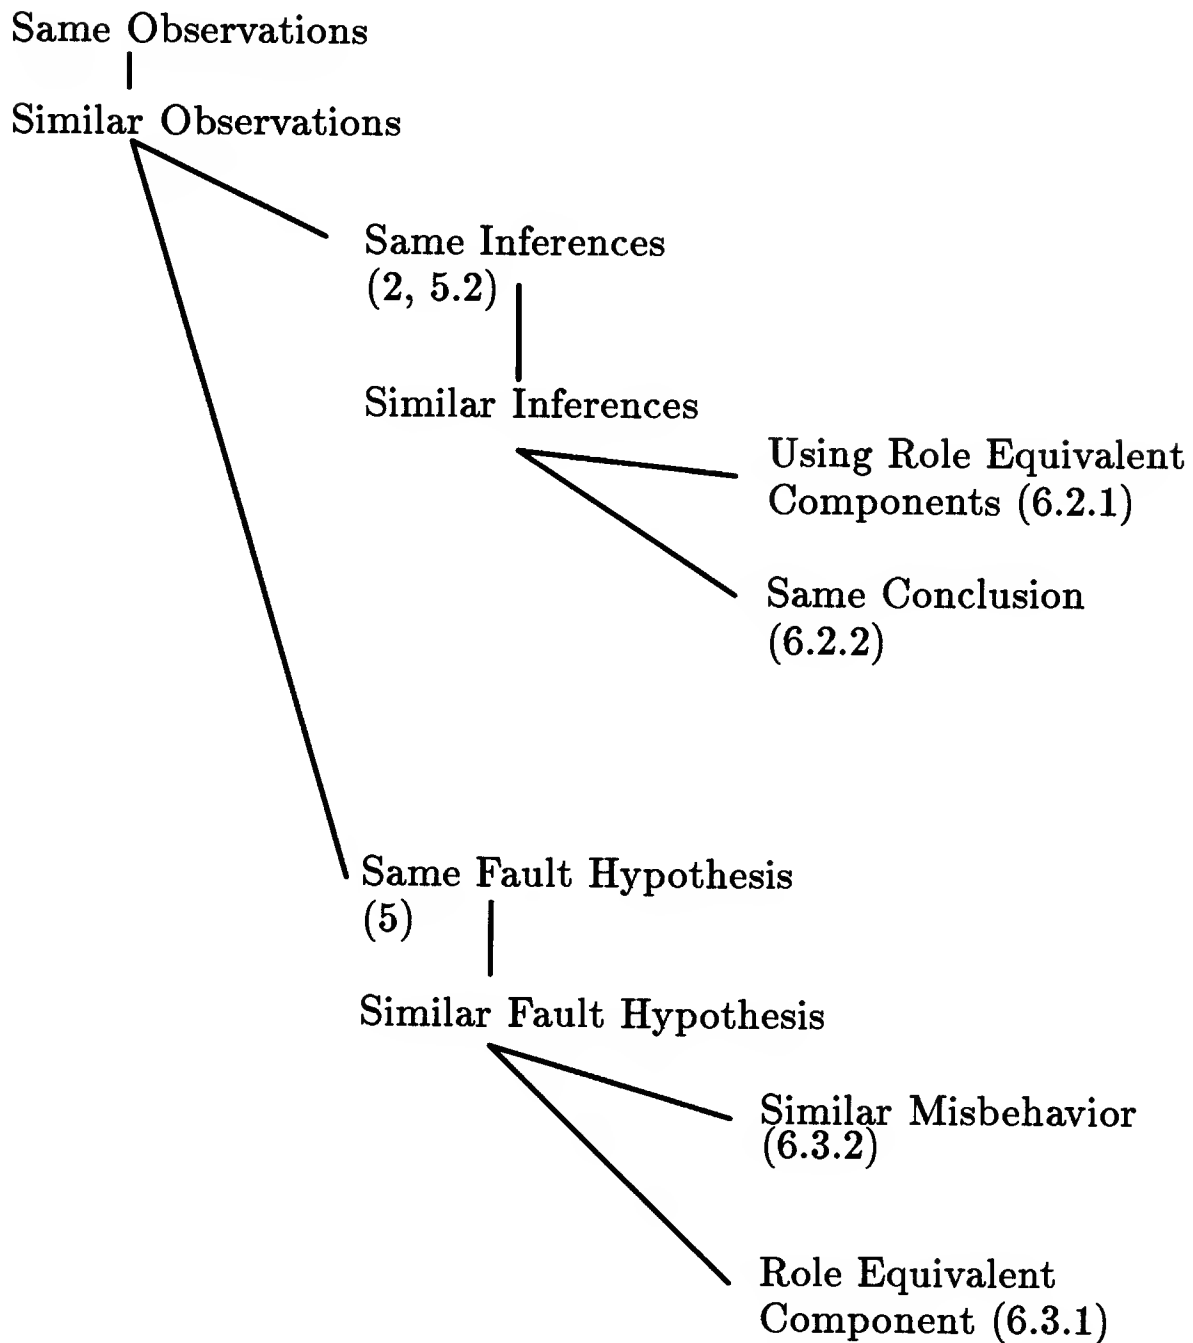 Same Observations
Similar Observations
Same Inferences
(2, 5.2)
Similar Inferences
Using Role Equivalent
Components (6.2.1)
Same Conclusion
(6.2.2)
Same Fault Hypothesis
(5)
Similar Fault Hypothesis
Similar Misbehavior
(6.3.2)
Role Equivalent
Component (6.3.1)